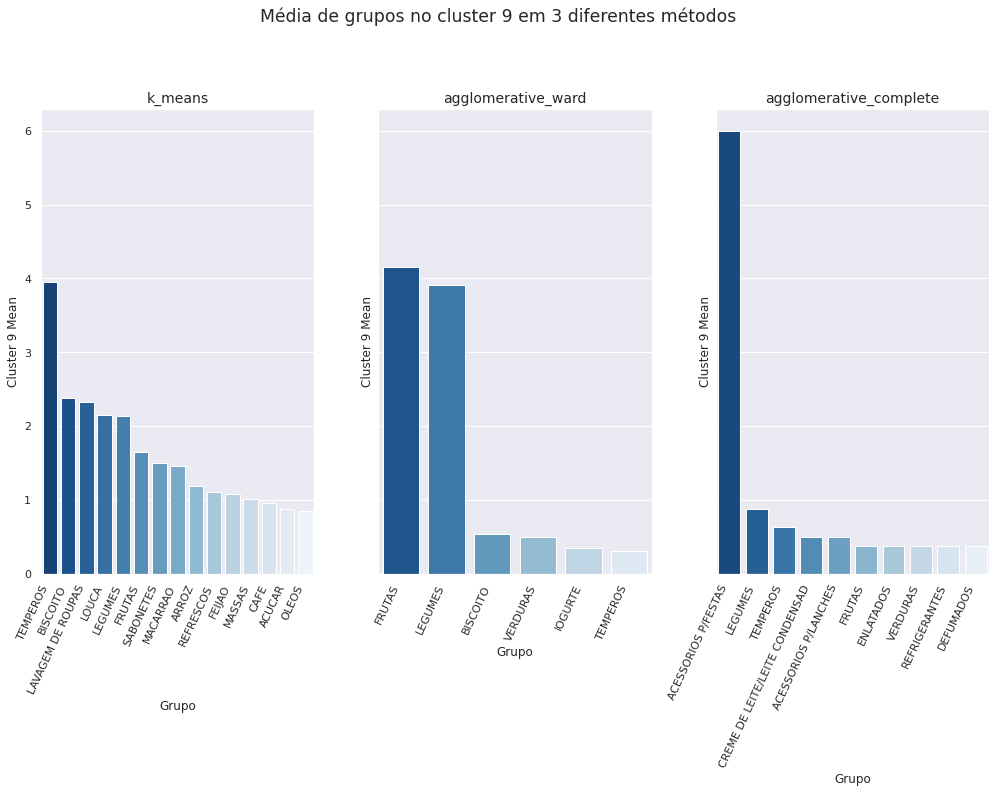 Média de grupos no cluster 9 em 3 diferentes métodos
k_means
Cluster 9 Mean
6
5
4
3
2
1
0
TEMPEROS
BISCOITO
LAVAGEM DE ROUPAS
LOUCA
LEGUMES
FRUTAS
SABONETES
MACARRAO
ARROZ
REFRESCOS
FEIJAO
MASSAS
CAFE
ACUCAR
OLEOS
Grupo
agglomerative_ward
Cluster 9 Mean
FRUTAS
LEGUMES
BISCOITO
VERDURAS
IOGURTE
TEMPEROS
Grupo
agglomerative_complete
Cluster 9 Mean
ACESSORIOS P/FESTAS
LEGUMES
TEMPEROS
CREME DE LEITE/LEITE CONDENSAD
ACESSORIOS P/LANCHES
FRUTAS
ENLATADOS
VERDURAS
REFRIGERANTES
DEFUMADOS
Grupo